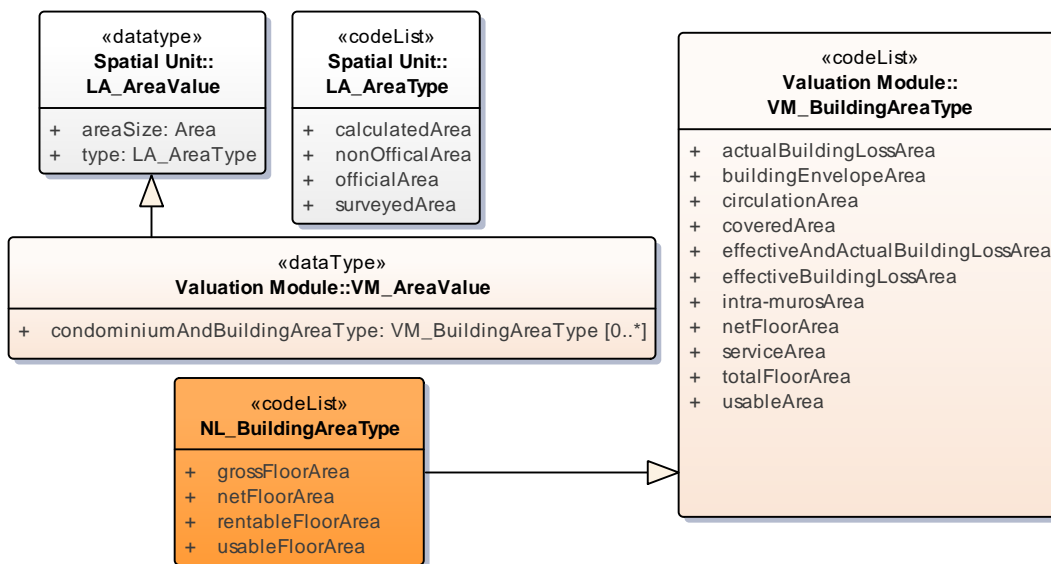 «datatype»
Spatial Unit::
LA_AreaValue
+ areaSize: Area
+ type: LA_AreaType
«codeList»
Spatial Unit::
LA_AreaType
+ calculatedArea
+ nonOfficalArea
+ officialArea
+ surveyedArea
«codeList»
Valuation Module::
VM_BuildingAreaType
+ actualBuildingLossArea
+ buildingEnvelopeArea
+ circulationArea
+ coveredArea
+ effectiveAndActualBuildingLossArea
+ effectiveBuildingLossArea
+ intra-murosArea
+ netFloorArea
+ serviceArea
+ totalFloorArea
+ usableArea
«dataType»
Valuation Module::VM_AreaValue
+ condominiumAndBuildingAreaType: VM_BuildingAreaType [0..*]
«codeList»
NL_BuildingAreaType
+ grossFloorArea
+ netFloorArea
+ rentableFloorArea
+ usableFloorArea